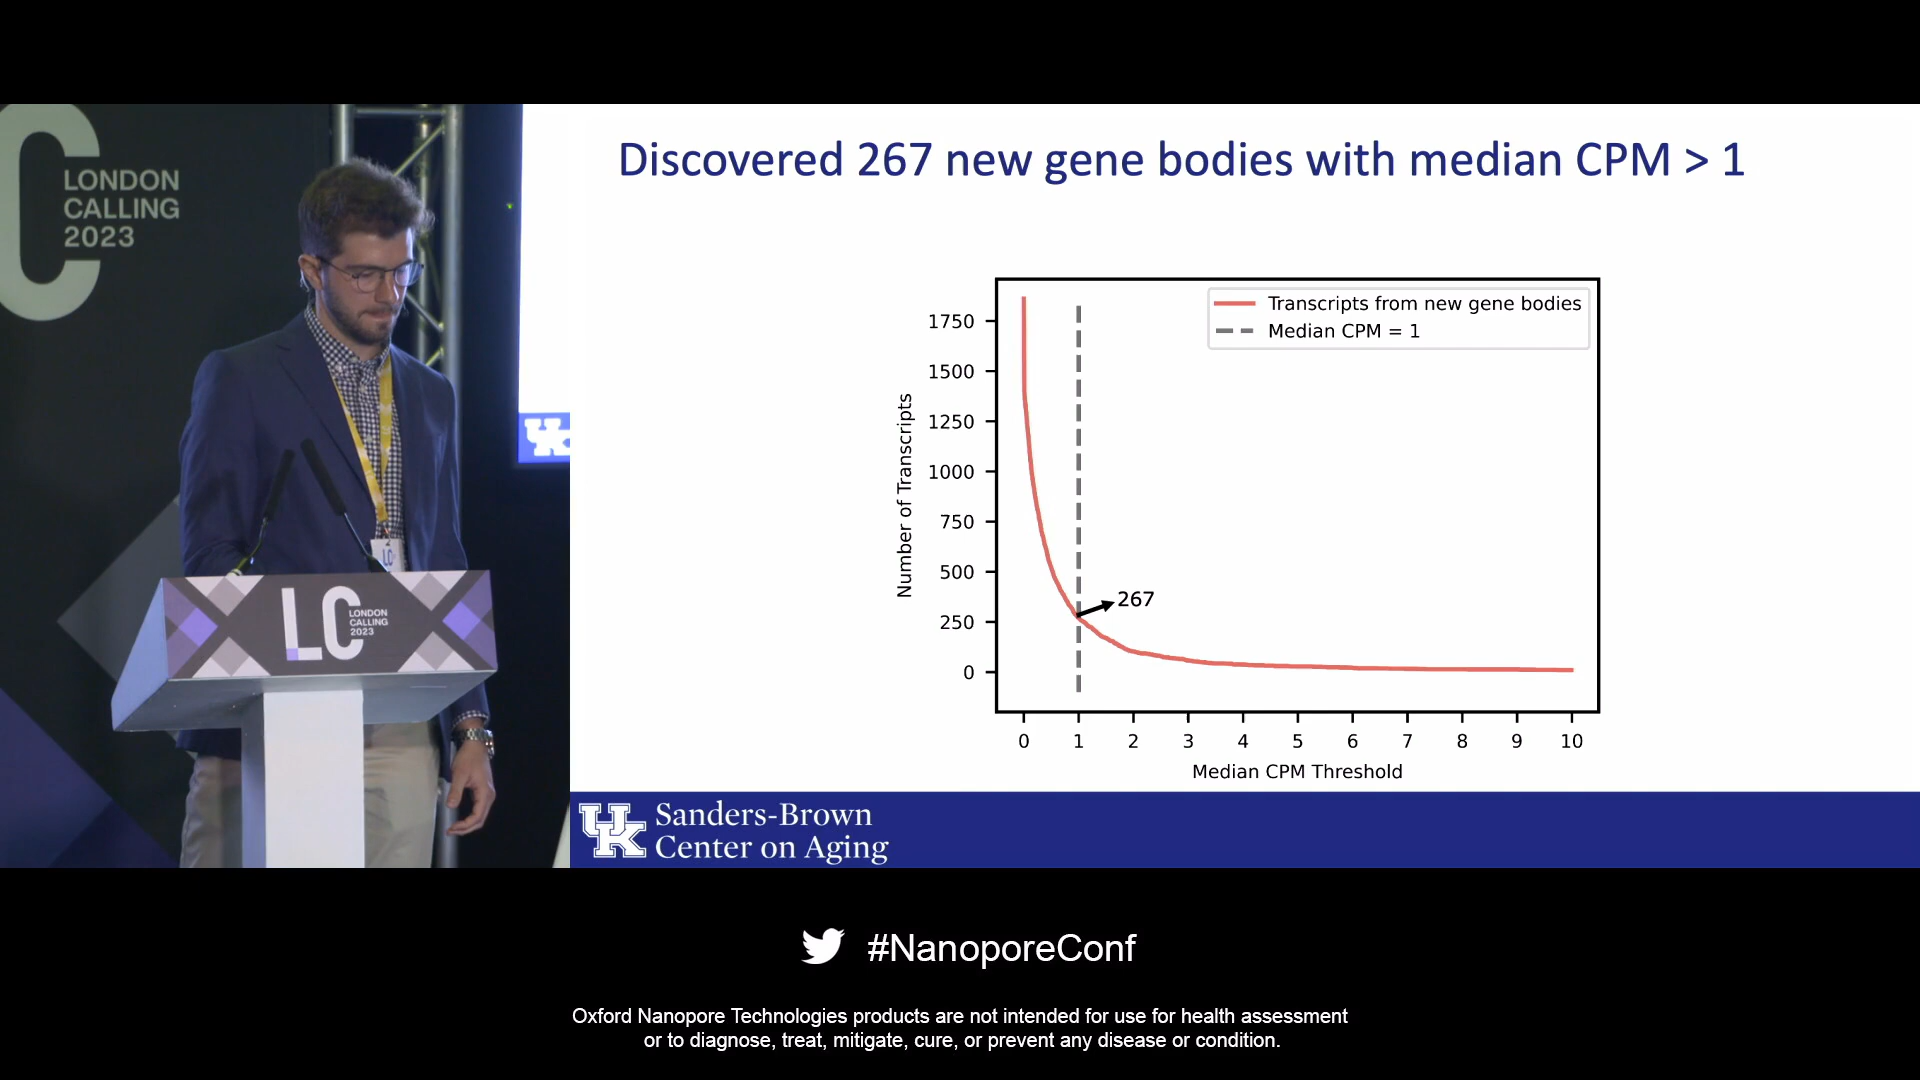 LONDON
CALLING
2023
LC
LONDON
CALLING
2023
LC
Discovered 267 new gene bodies with median CPM > 1
Transcripts from new gene bodies
Median CPM = 1
Number of Transcripts
1750
1500
1250
1000
750
500
250
0
267
0 1 2 3 4 5 6 7 8 9 10
Median CPM Threshold
UK
Sanders-Brown
Center on Aging
UK
#NanoporeConf
Oxford Nanopore Technologies products are not intended for use for health assessment
or to diagnose, treat, mitigate, cure, or prevent any disease or condition.